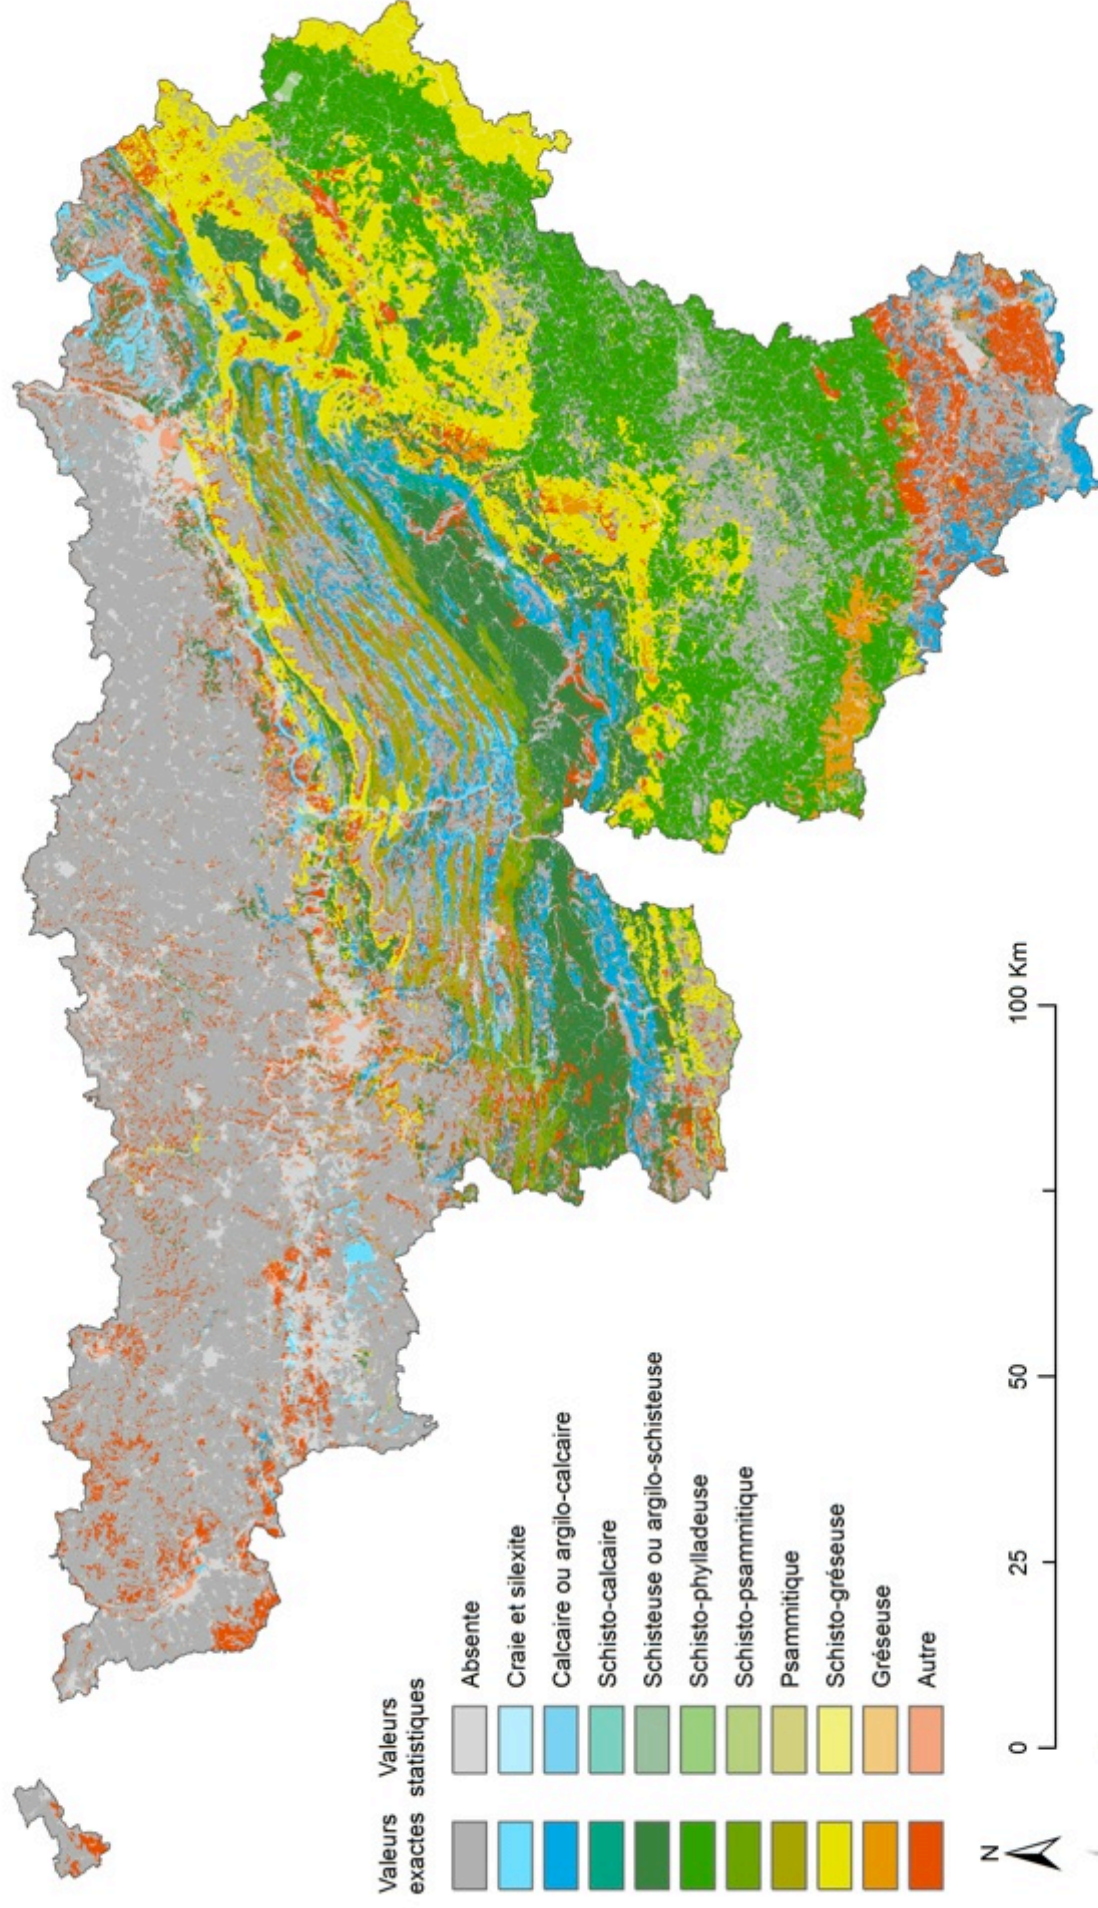 Valeurs
exactes
Valeurs
statistiques
Absente
Craie et silexite
Calcaire ou argilo-calcaire
Schisto-calcaire
Schisteuse ou argilo-schisteuse
Schisto-phylladeuse
Schisto-psammitique
Psammitique
Schisto-gréseuse
Gréseuse
Autre
N
0
25
50
100 Km